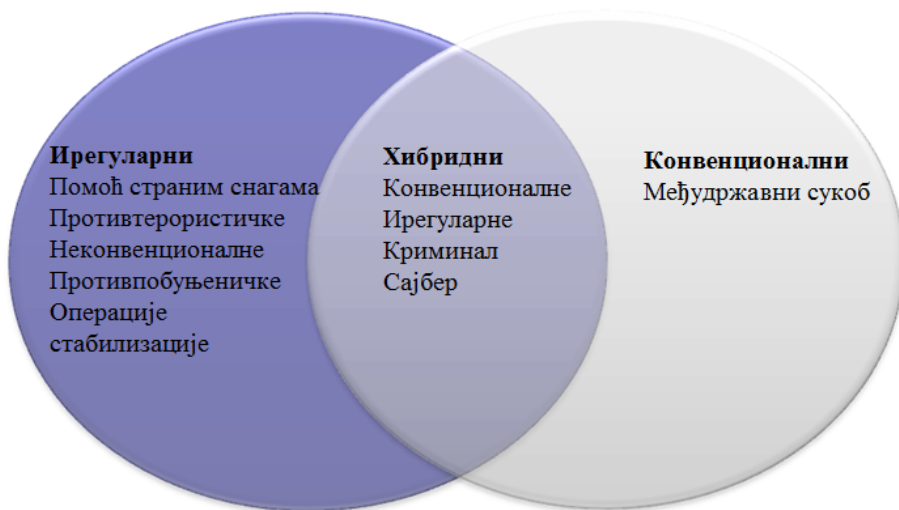 Ирегуларни
Помоћ страним снагама
Противтерористичке
Неконвенционалне
Противпобуњеничке
Операције
стабилизације
Хибридни
Конвенционалне
Ирегуларне
Криминал
Сајбер
Конвенционални
Међудржавни сукоб